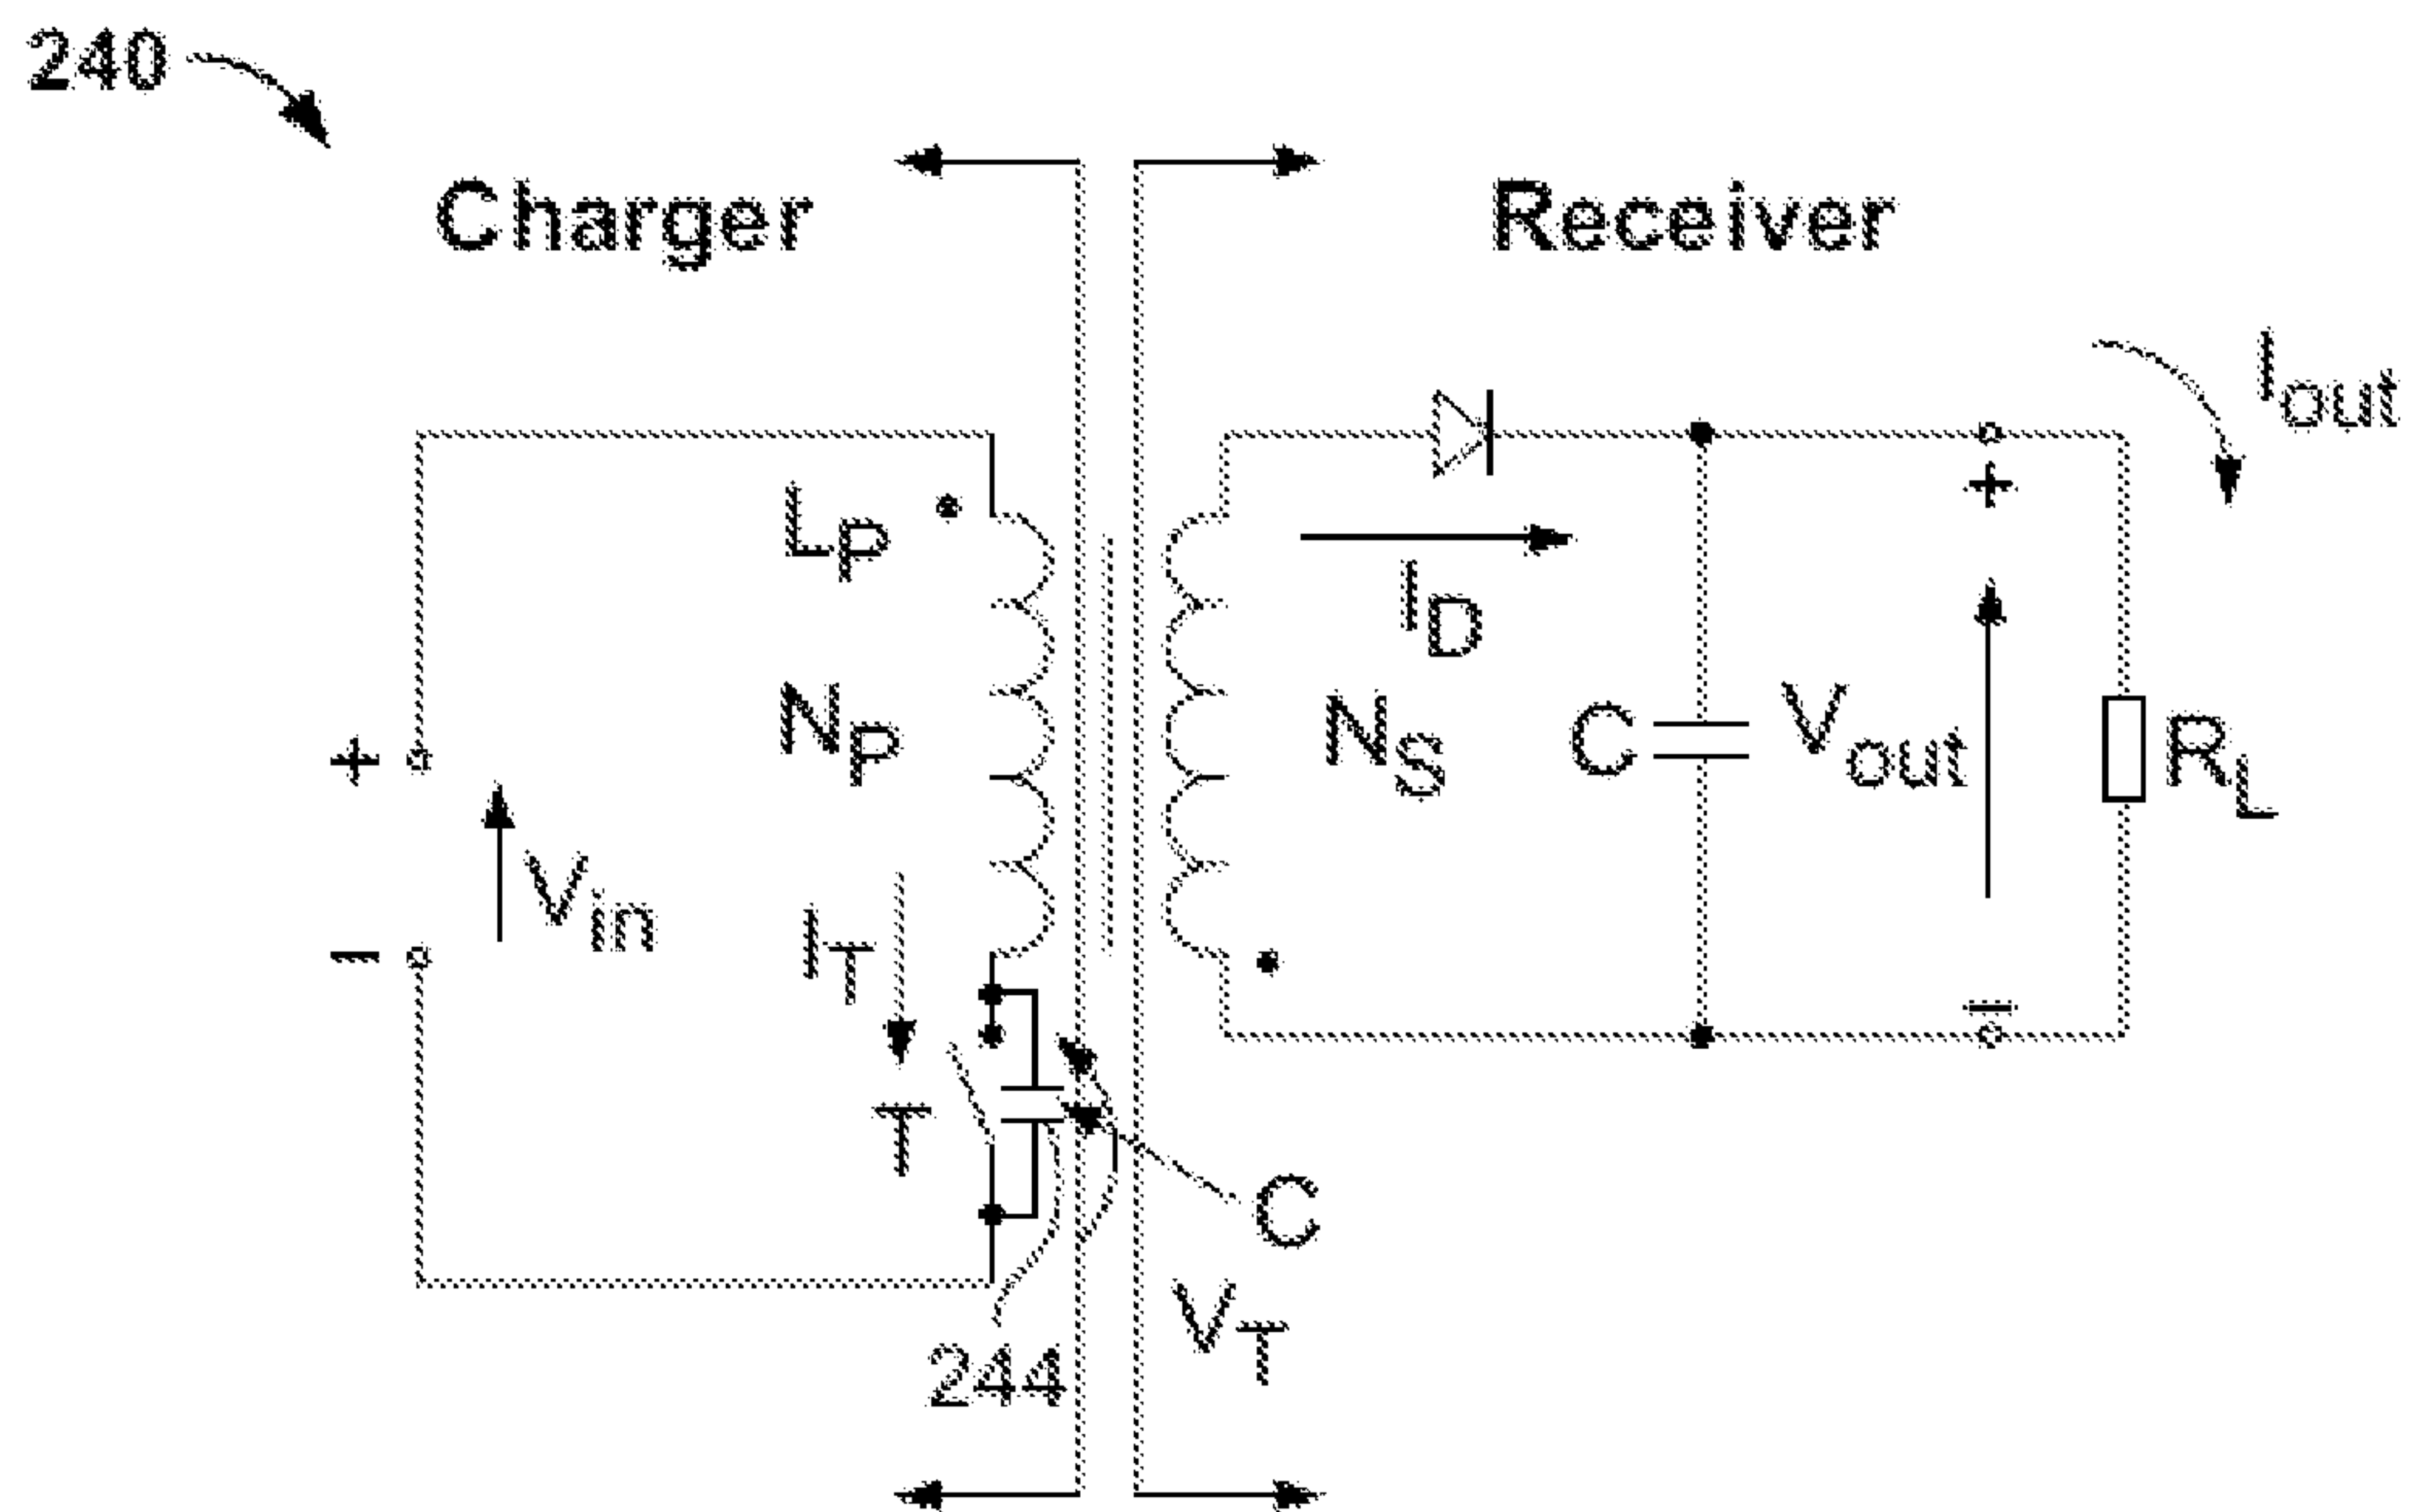 240
Charger
Receiver
Iout
LP
ID
+
NP
NS
C
Vout
RL
+
Vin
IT
−
−
T
C
VT
244